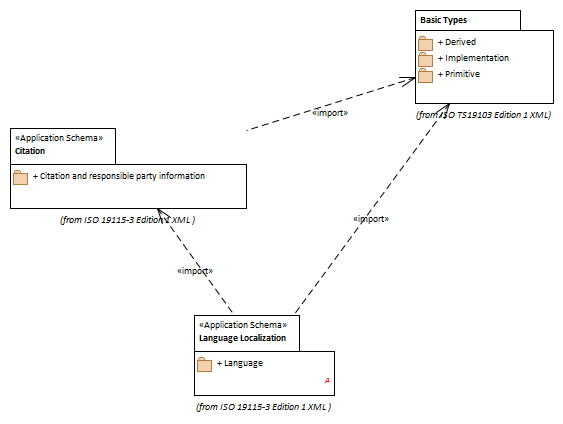 Basic Types
+ Derived
+ Implementation
+ Primitive
(from ISO TS19103 Edition 1 XML)
«import»
«Application Schema»
Citation
+ Citation and responsible party information
(from ISO 19115-3 Edition 1 XML )
«import»
«import»
«Application Schema»
Language Localization
+ Language
A
(from ISO 19115-3 Edition 1 XML )